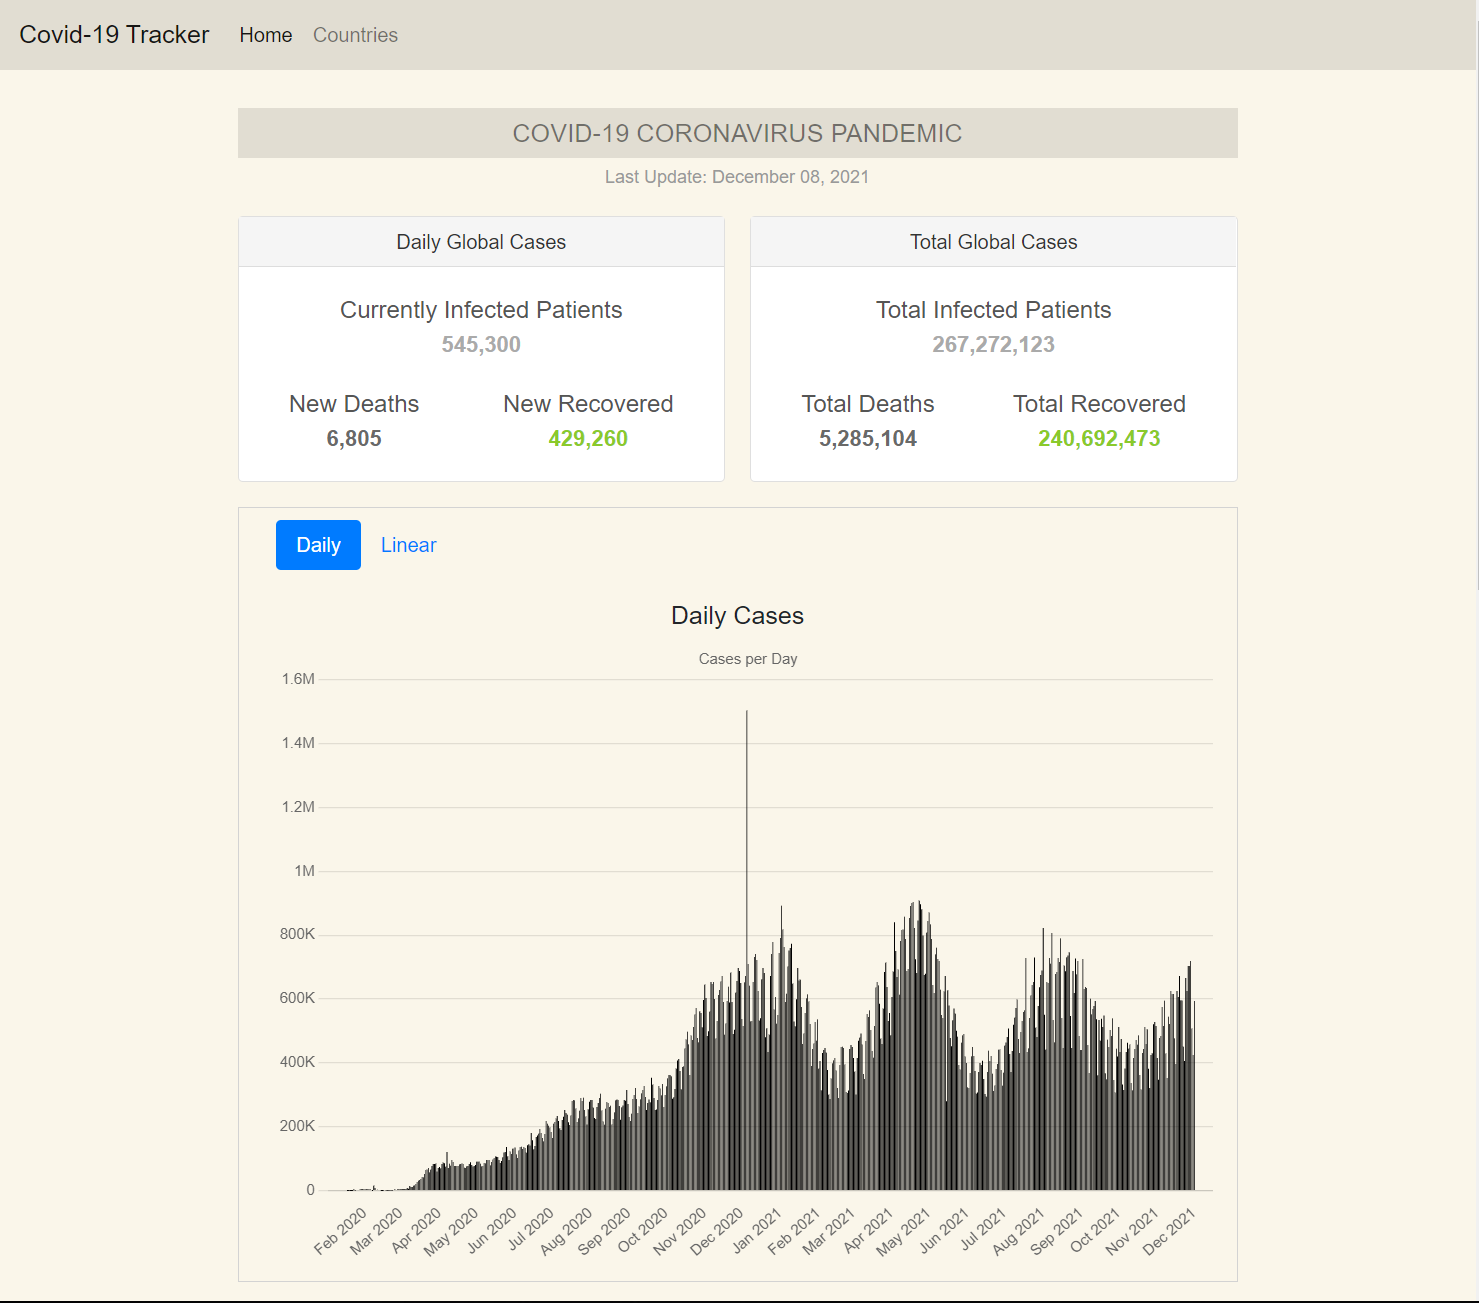 Covid-19 Tracker Home Countries
COVID-19 CORONAVIRUS PANDEMIC
Last Update: December 08, 2021
Daily Global Cases
Currently Infected Patients
545,300
New Deaths New Recovered
6,805 429,260
Total Global Cases
Total Infected Patients
267,272,123
Total Deaths Total Recovered
5,285,104 240,692,473
Daily Linear
Daily Cases
Cases per Day
1.6M
1.4M
1.2M
1M
800K
600K
400K
200K
0
Feb 2020 Mar 2020 Apr 2020 May 2020 Jun 2020 Jul 2020 Aug 2020 Sep 2020 Oct 2020 Nov 2020 Dec 2020 Jan 2021 Feb 2021 Mar 2021 Apr 2021 May 2021 Jun 2021 Jul 2021 Aug 2021 Sep 2021 Oct 2021 Nov 2021 Dec 2021